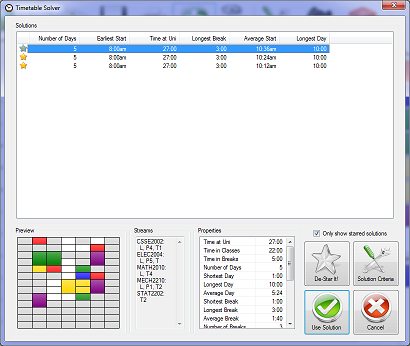 Timetable Solver
Solutions
Number of Days Earliest Start Time at Uni Longest Break Average Start Longest Day
5 8:00am 27:00 3:00 10:36am 10:00
5 8:00am 27:00 3:00 10:24am 10:00
5 8:00am 27:00 3:00 10:12am 10:00
Preview
Streams
CSSE2002:
L, P4, T1
ELEC2004:
L, P5, T
MATH2010:
L, T4
MECH2210:
L, P1, T2
STAT2202:
T2
Properties
Time at Uni 27:00
Time in Classes 22:00
Time in Breaks 5:00
Number of Days 5
Shortest Day 1:00
Longest Day 10:00
Average Day 5:24
Shortest Break 1:00
Longest Break 3:00
Average Break 1:40
Number of Breaks
Only show starred solutions
De-Star It!
Solution Criteria
Use Solution
Cancel